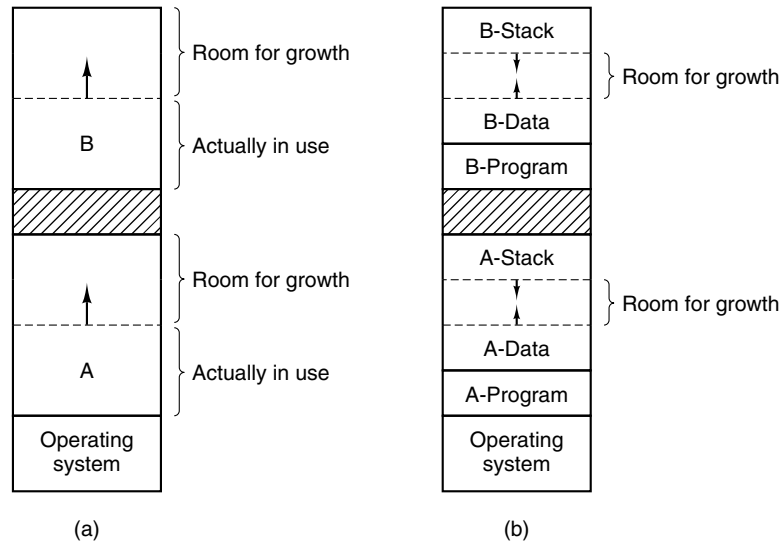 Room for growth
B
Actually in use
Room for growth
A
Actually in use
Operating
system
(a)
B-Stack
Room for growth
B-Data
B-Program
A-Stack
Room for growth
A-Data
A-Program
Operating
system
(b)